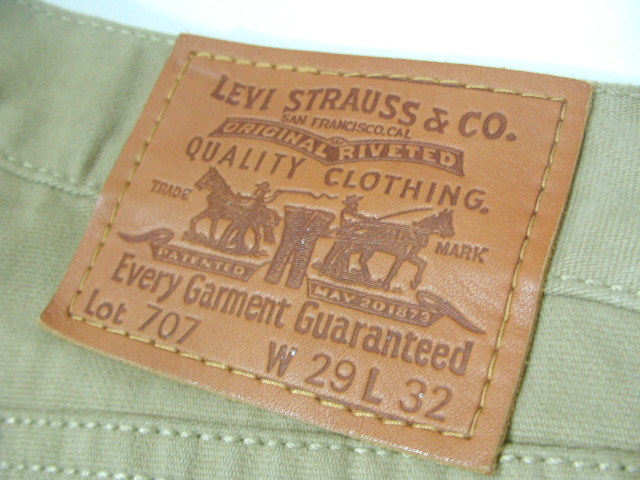 LEVI STRAUSS & CO.
SAN FRANCISCO, CAL
ORIGINAL RIVETED
QUALITY CLOTHING.
TRADE MARK
PATENTED MAY 20 1873
Every Garment Guaranteed
Lot 707 W 29 L 32